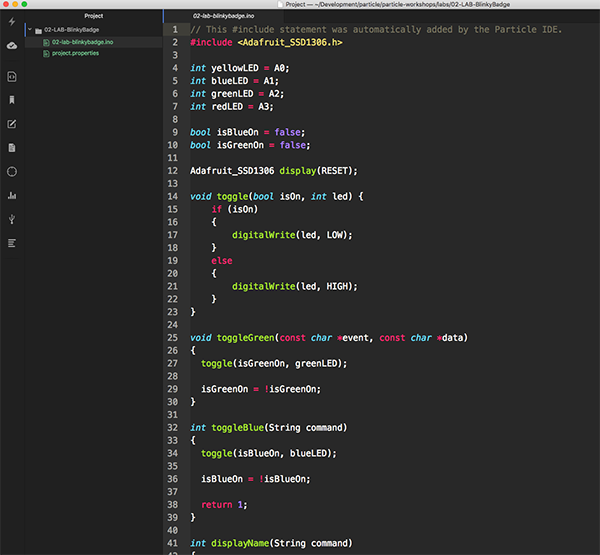 Project — ~/Development/particle/particle-workshops/labs/02-LAB-BlinkyBadge
Project
02-LAB-BlinkyBadge
02-lab-blinkybadge.ino
project.properties
02-lab-blinkybadge.ino
1 // This #include statement was automatically added by the Particle IDE.
2 #include <Adafruit_SSD1306.h>
3
4 int yellowLED = A0;
5 int blueLED = A1;
6 int greenLED = A2;
7 int redLED = A3;
8
9 bool isBlueOn = false;
10 bool isGreenOn = false;
11
12 Adafruit_SSD1306 display(RESET);
13
14 void toggle(bool isOn, int led) {
15 if (isOn)
16 {
17 digitalWrite(led, LOW);
18 }
19 else
20 {
21 digitalWrite(led, HIGH);
22 }
23 }
24
25 void toggleGreen(const char *event, const char *data)
26 {
27 toggle(isGreenOn, greenLED);
28
29 isGreenOn = !isGreenOn;
30 }
31
32 int toggleBlue(String command)
33 {
34 toggle(isBlueOn, blueLED);
35
36 isBlueOn = !isBlueOn;
37
38 return 1;
39 }
40
41 int displayName(String command)